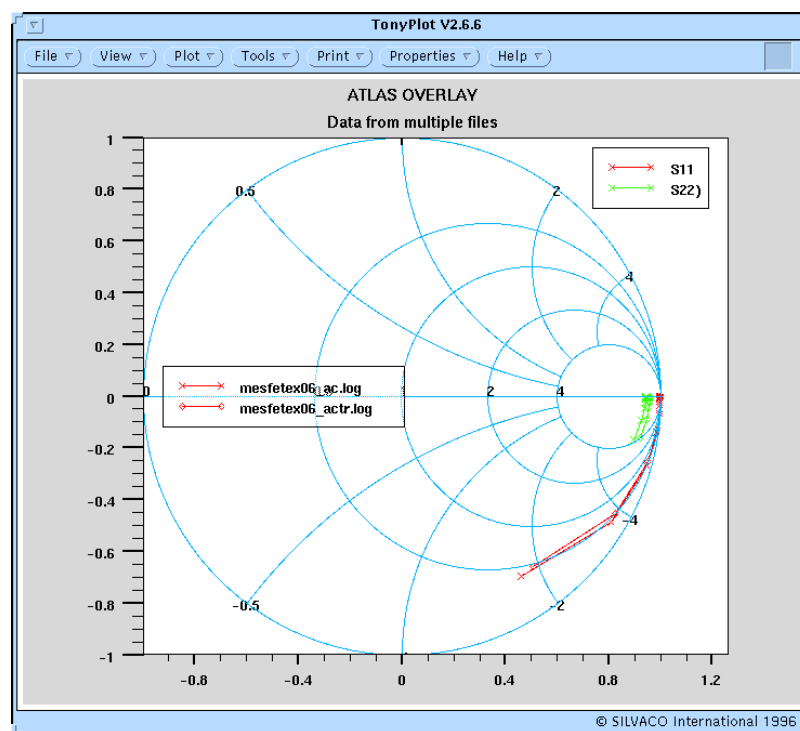 TonyPlot V2.6.6
File View Plot Tools Print Properties Help
ATLAS OVERLAY
Data from multiple files
1
0.8
0.6
0.4
0.2
0
-0.2
-0.4
-0.6
-0.8
-1
-0.8 -0.4 0 0.4 0.8 1.2
S11
S22)
1
0.5
2
4
0
2
4
-4
-0.5
-2
mesfetex06_ac.log
mesfetex06_actr.log
© SILVACO International 1996